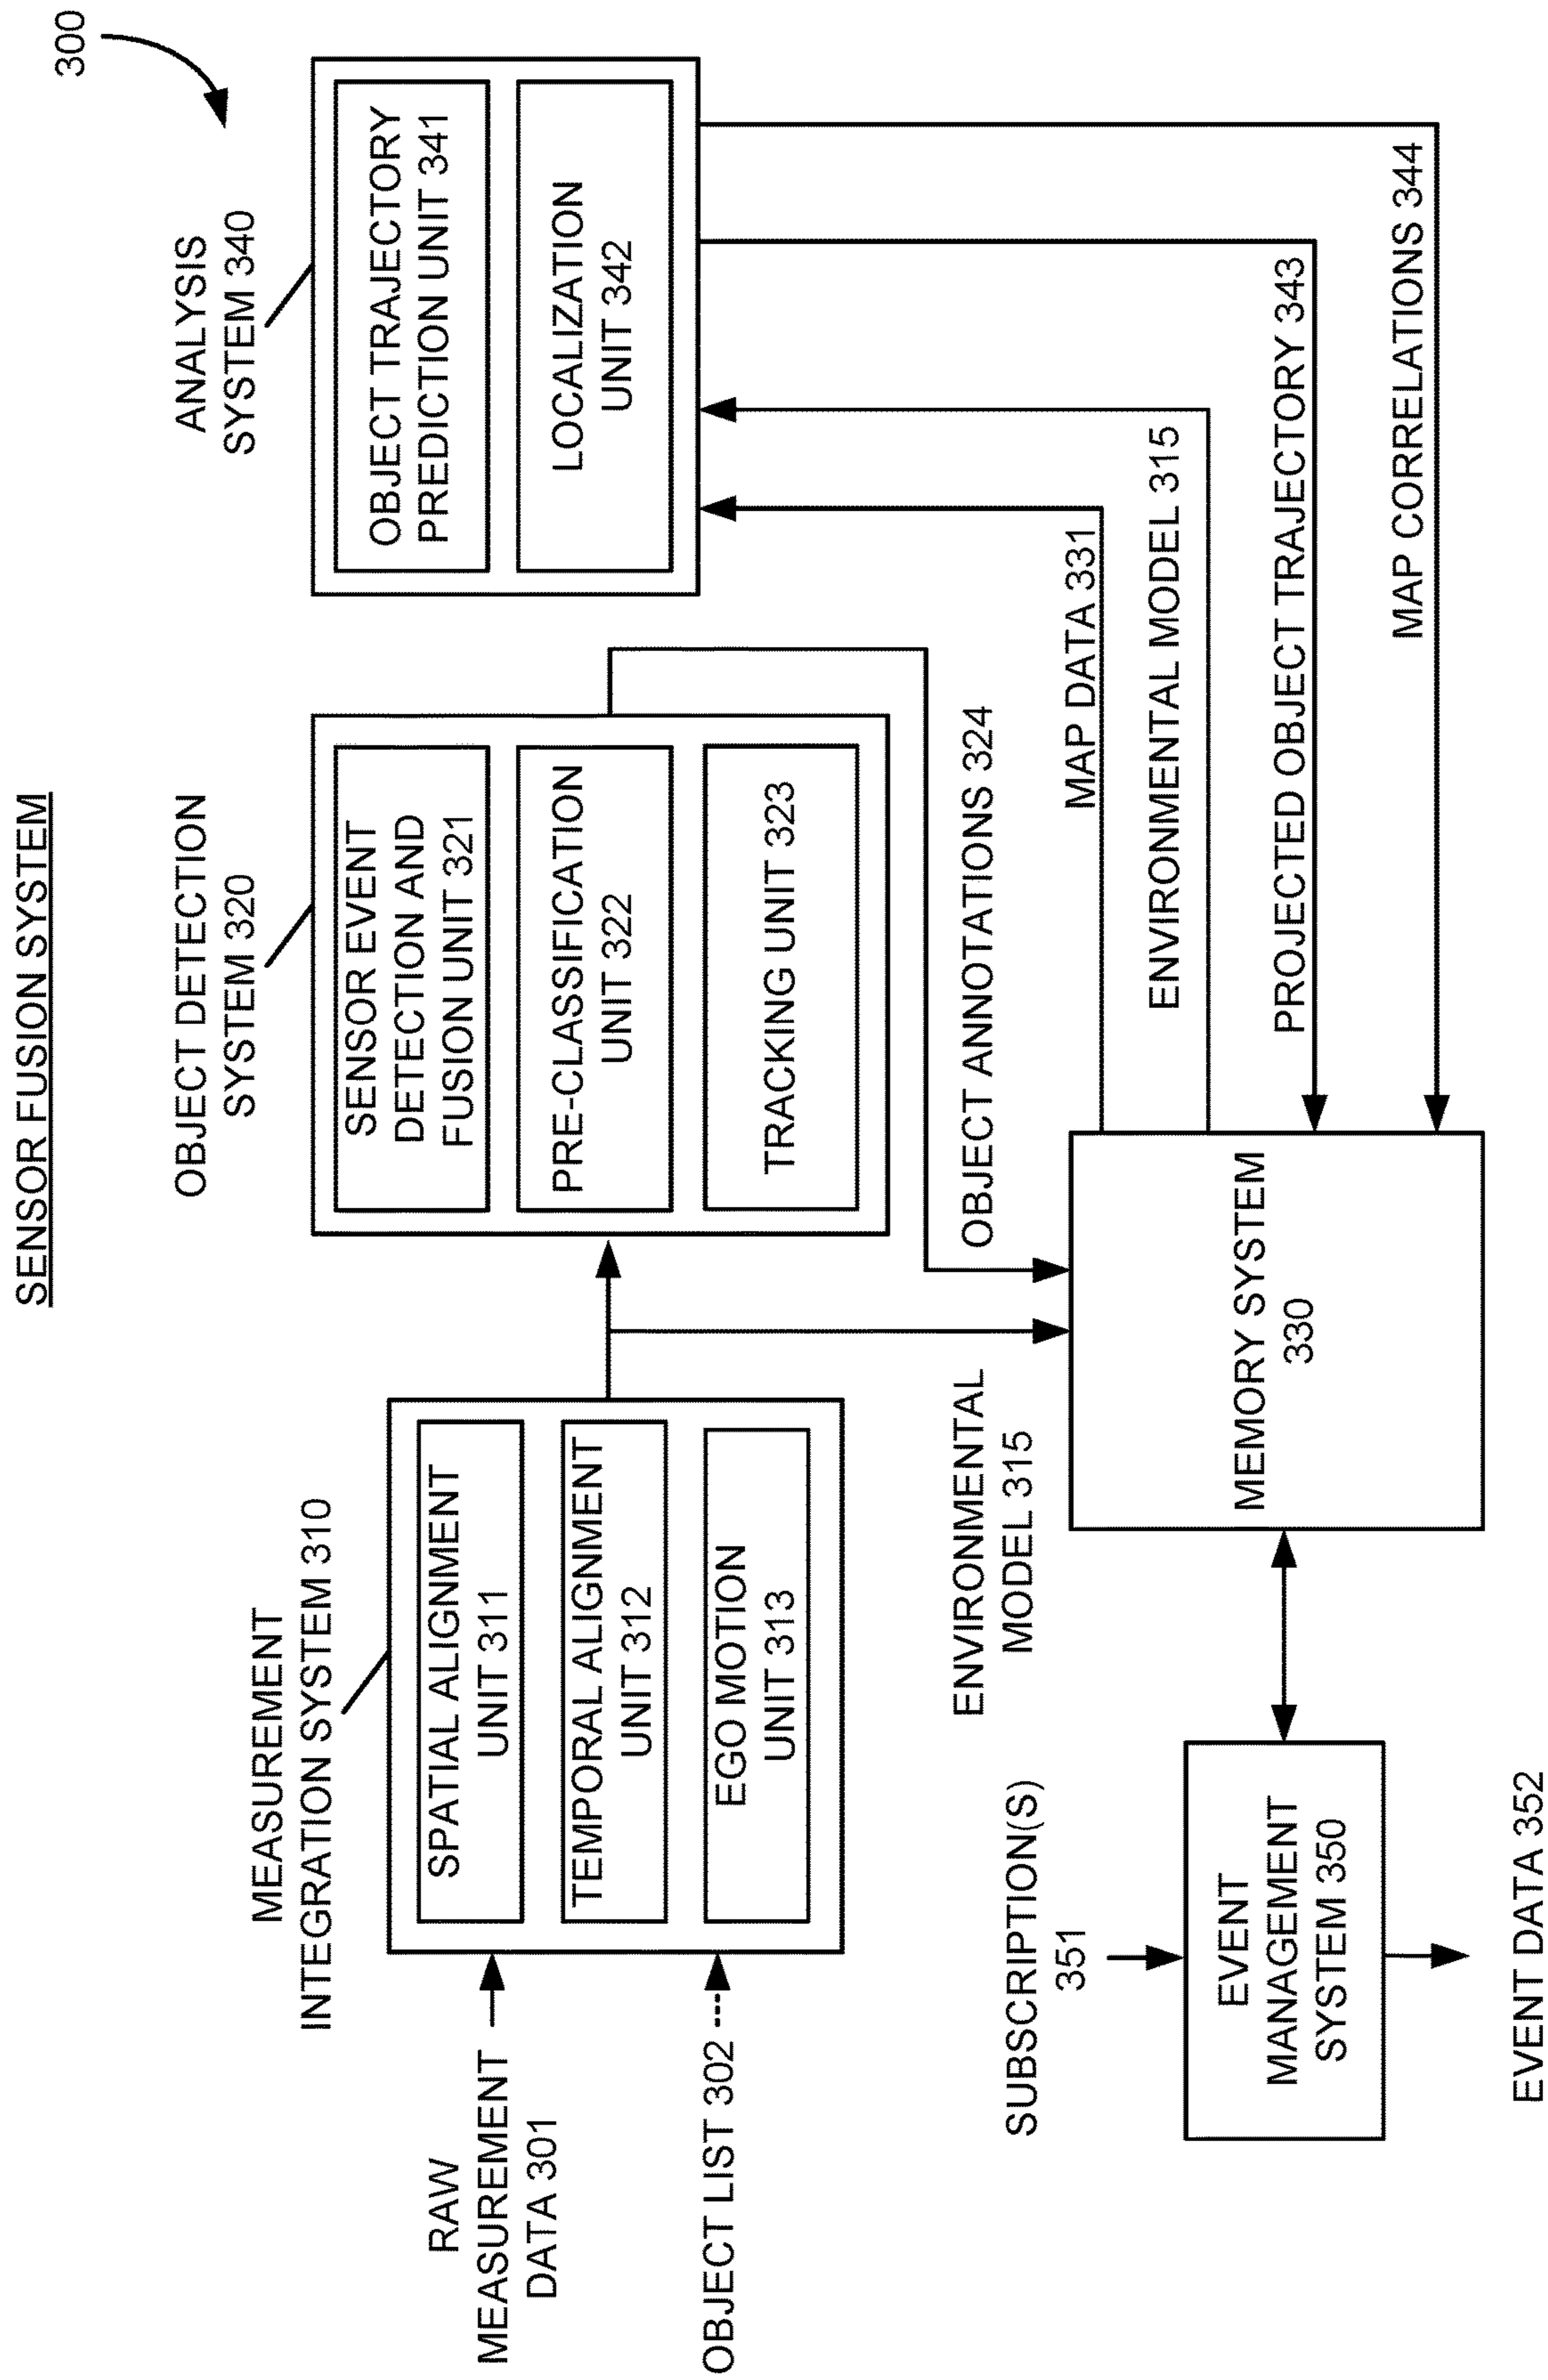 SENSOR FUSION SYSTEM
300
MEASUREMENT
INTEGRATION SYSTEM 310
OBJECT DETECTION
SYSTEM 320
ANALYSIS
SYSTEM 340
RAW
MEASUREMENT
DATA 301
OBJECT LIST 302
SPATIAL ALIGNMENT
UNIT 311
TEMPORAL ALIGNMENT
UNIT 312
EGO MOTION
UNIT 313
SENSOR EVENT
DETECTION AND
FUSION UNIT 321
PRE-CLASSIFICATION
UNIT 322
TRACKING UNIT 323
OBJECT TRAJECTORY
PREDICTION UNIT 341
LOCALIZATION
UNIT 342
ENVIRONMENTAL
MODEL 315
OBJECT ANNOTATIONS 324
MAP DATA 331
ENVIRONMENTAL MODEL 315
PROJECTED OBJECT TRAJECTORY 343
MAP CORRELATIONS 344
SUBSCRIPTION(S)
351
EVENT
MANAGEMENT
SYSTEM 350
MEMORY SYSTEM
330
EVENT DATA 352